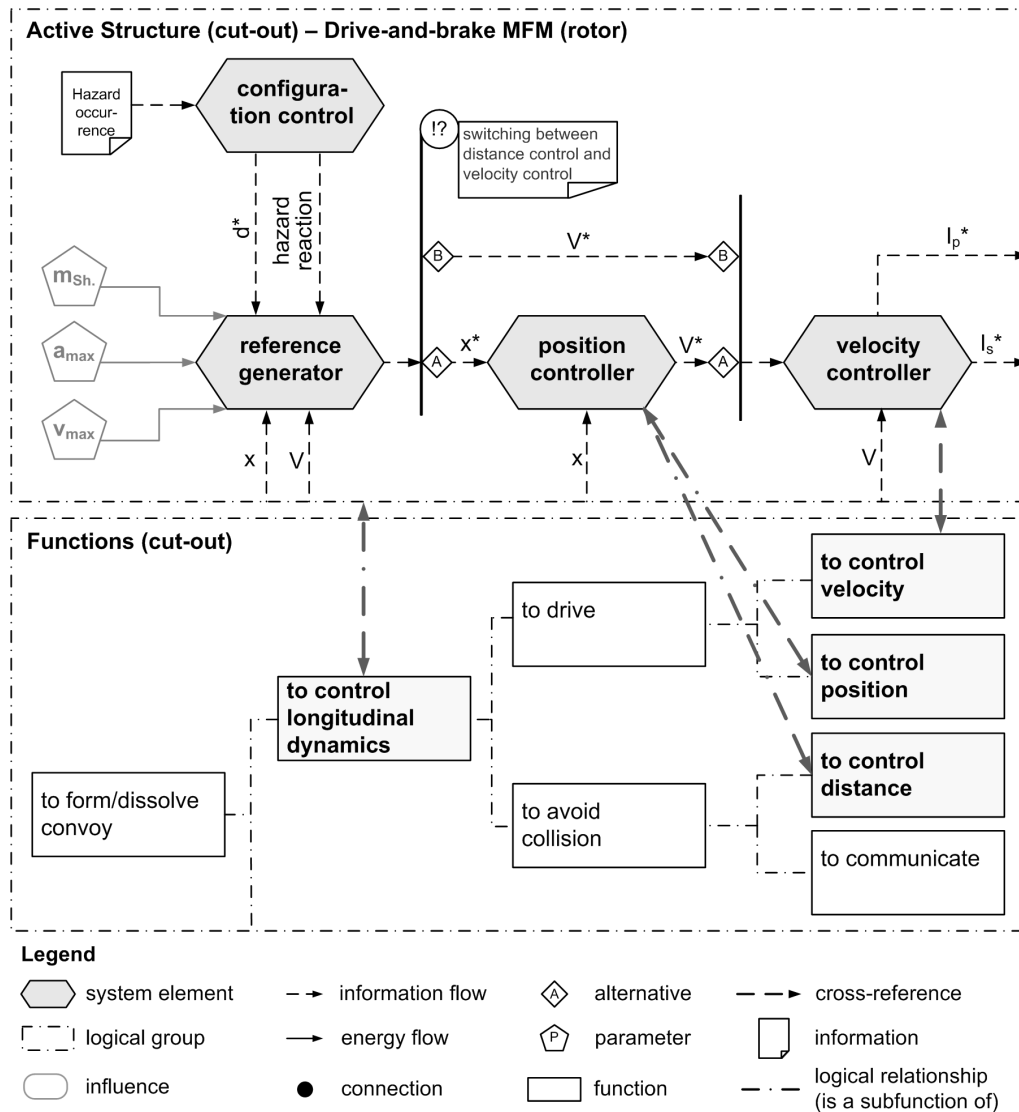 Active Structure (cut-out) – Drive-and-brake MFM (rotor)
Hazard
occur-
rence
configura-
tion control
!?
switching between
distance control and
velocity control
d*
hazard
reaction
B
V*
B
Ip*
mSh.
amax
vmax
reference
generator
A
x*
position
controller
V*
A
velocity
controller
Is*
x
V
x
V
Functions (cut-out)
to control
velocity
to drive
to control
position
to control
longitudinal
dynamics
to control
distance
to form/dissolve
convoy
to avoid
collision
to communicate
Legend
system element
information flow
A
alternative
cross-reference
logical group
energy flow
P
parameter
information
influence
connection
function
logical relationship
(is a subfunction of)